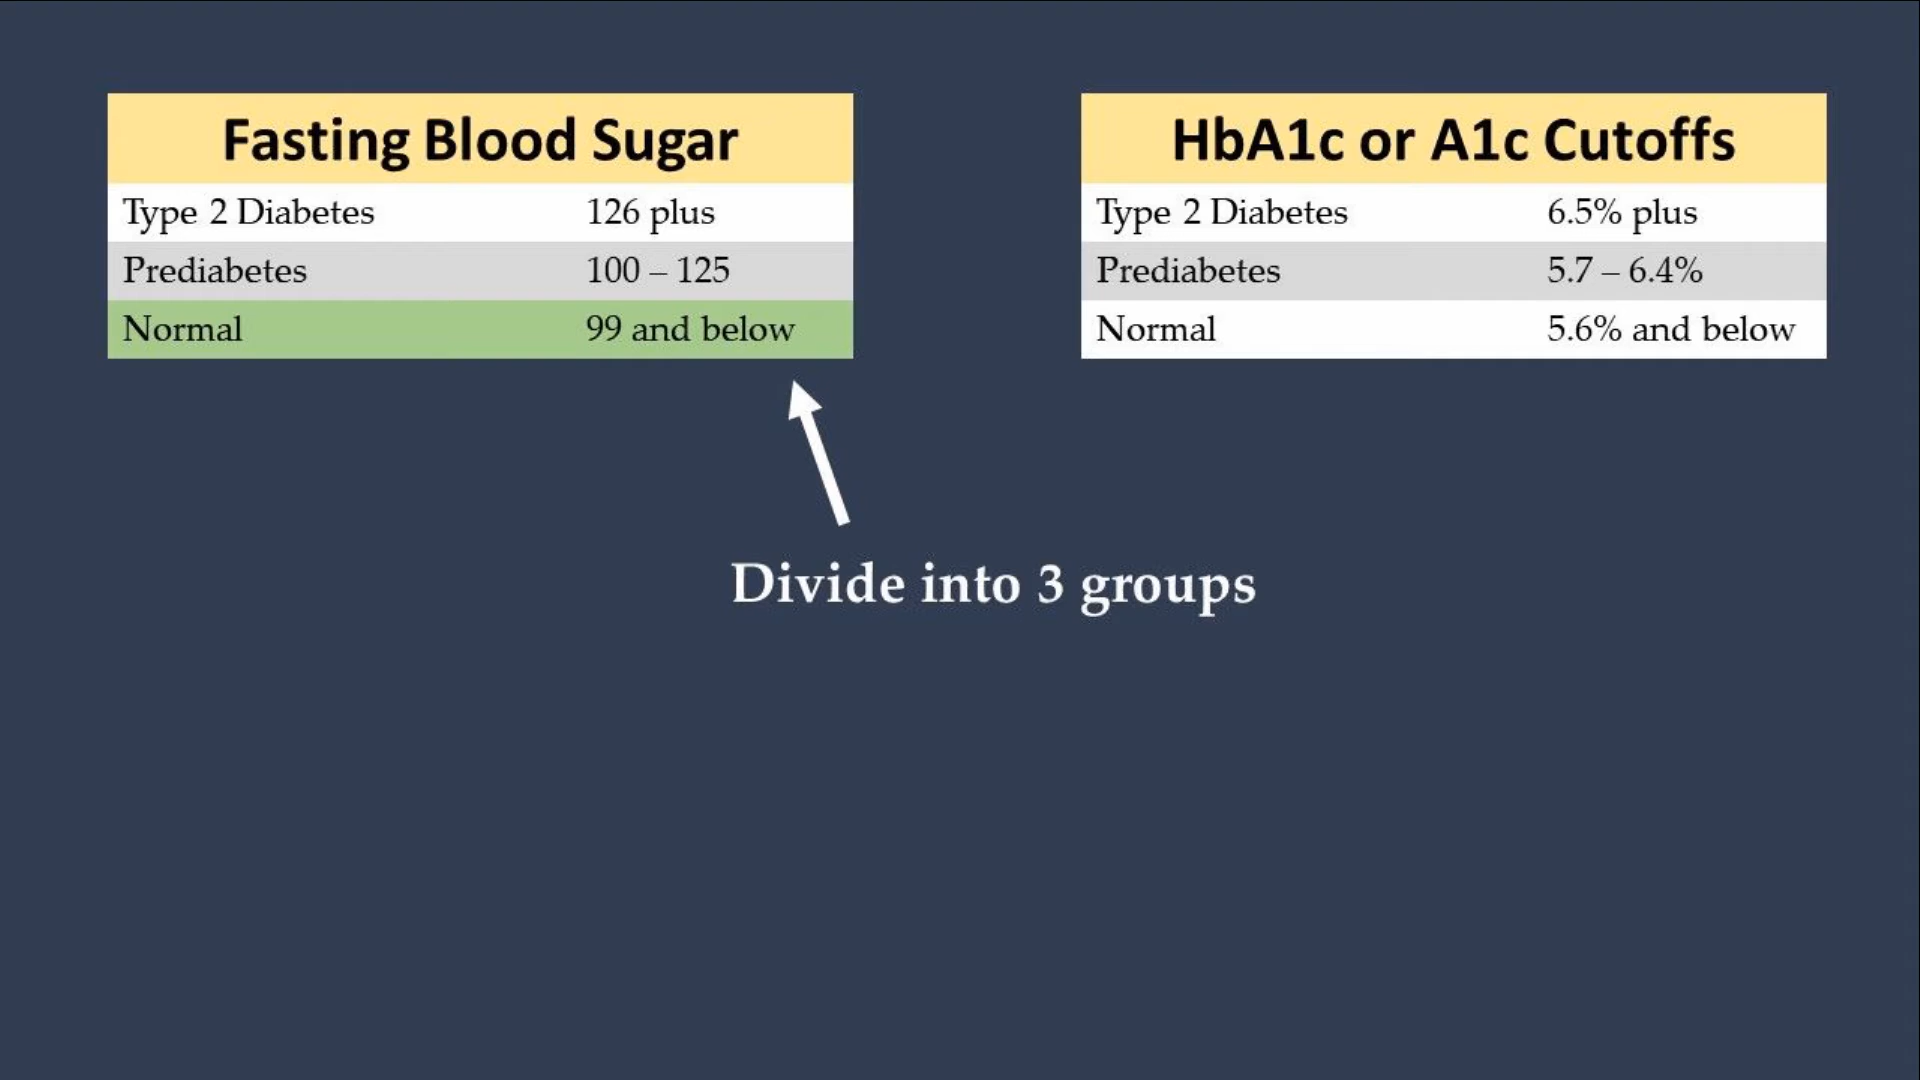 Fasting Blood Sugar
Type 2 Diabetes 126 plus
Prediabetes 100 – 125
Normal 99 and below
HbA1c or A1c Cutoffs
Type 2 Diabetes 6.5% plus
Prediabetes 5.7 – 6.4%
Normal 5.6% and below
Divide into 3 groups